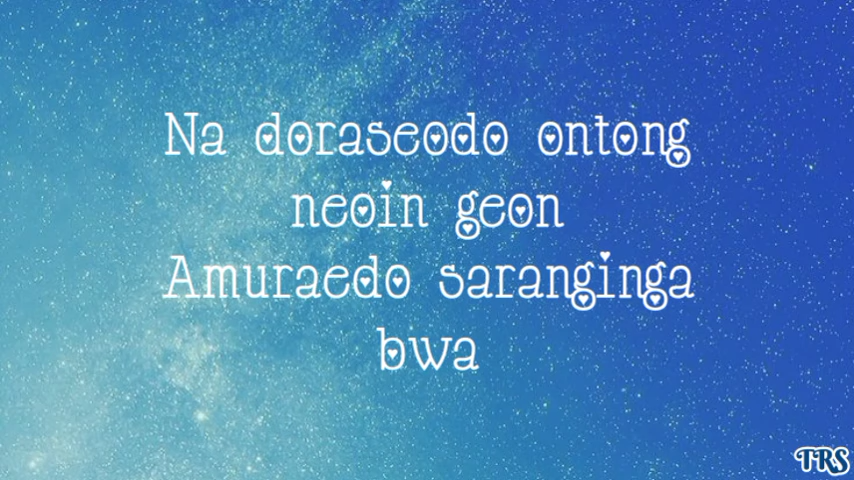 Na doraseodo ontong
neoin geon
Amuraedo saranginga
bwa
TRS